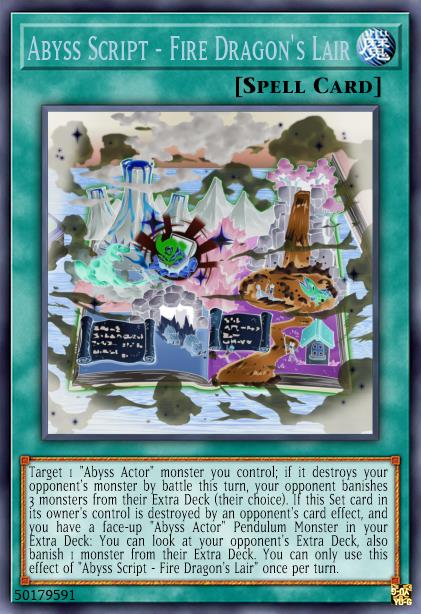 Abyss Script - Fire Dragon's Lair
魔
[Spell Card]
Target 1 "Abyss Actor" monster you control; if it destroys your
opponent's monster by battle this turn, your opponent banishes
3 monsters from their Extra Deck (their choice). If this Set card in
its owner's control is destroyed by an opponent's card effect, and
you have a face-up "Abyss Actor" Pendulum Monster in your
Extra Deck: You can look at your opponent's Extra Deck, also
banish 1 monster from their Extra Deck. You can only use this
effect of "Abyss Script - Fire Dragon's Lair" once per turn.
50179591